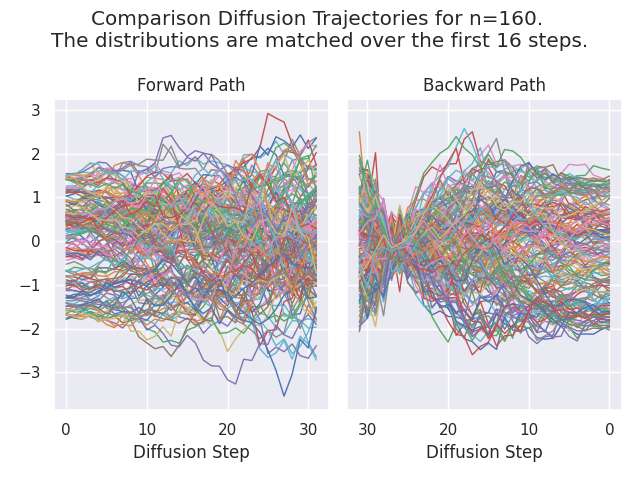 Comparison Diffusion Trajectories for n=160.
The distributions are matched over the first 16 steps.
Forward Path
Backward Path
3
2
1
0
−1
−2
−3
0 10 20 30
30 20 10 0
Diffusion Step
Diffusion Step